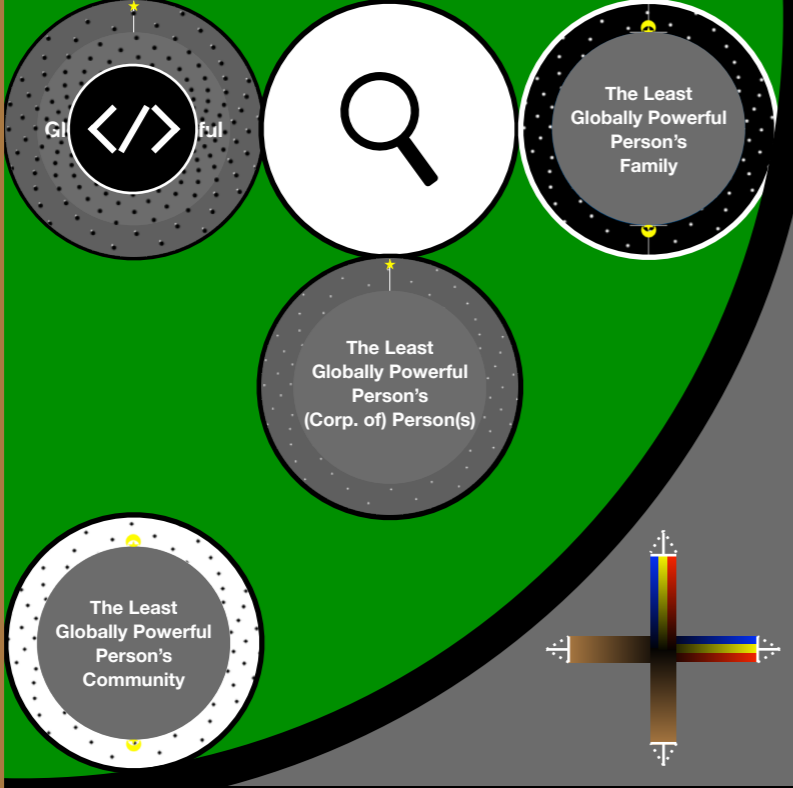 The Least
Globally Powerful
Person's
Family
The Least
Globally Powerful
Person's
(Corp. of) Person(s)
The Least
Globally Powerful
Person's
Community